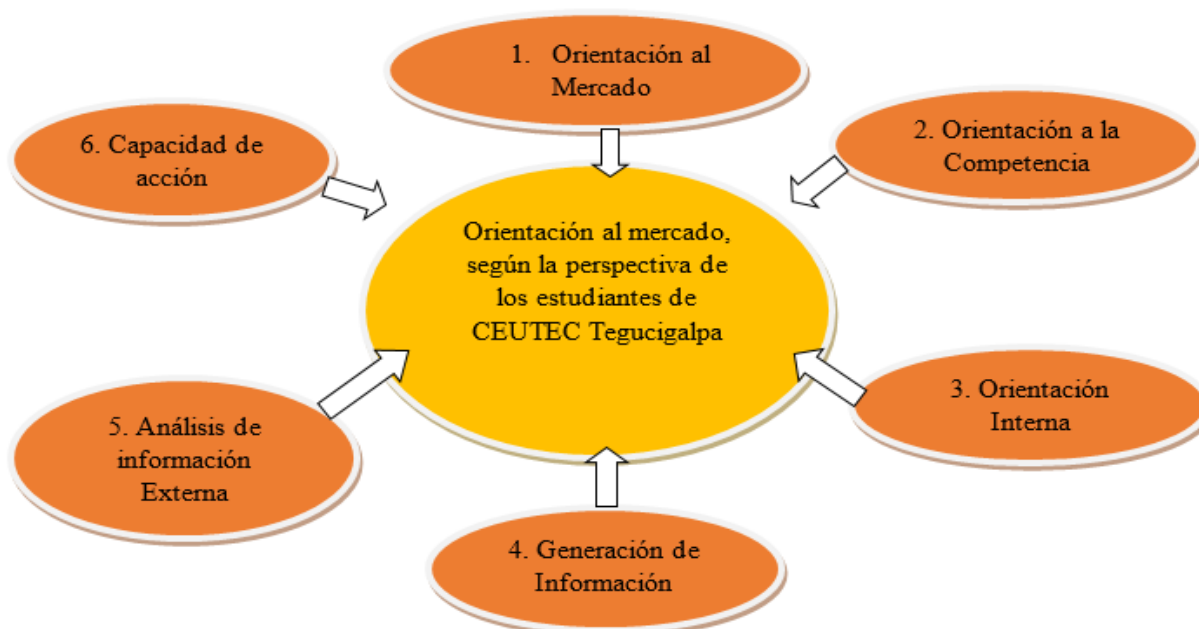 1. Orientación al
Mercado
2. Orientación a la
Competencia
3. Orientación
Interna
4. Generación de
Información
5. Análisis de
información
Externa
6. Capacidad de
acción
Orientación al mercado,
según la perspectiva de
los estudiantes de
CEUTEC Tegucigalpa